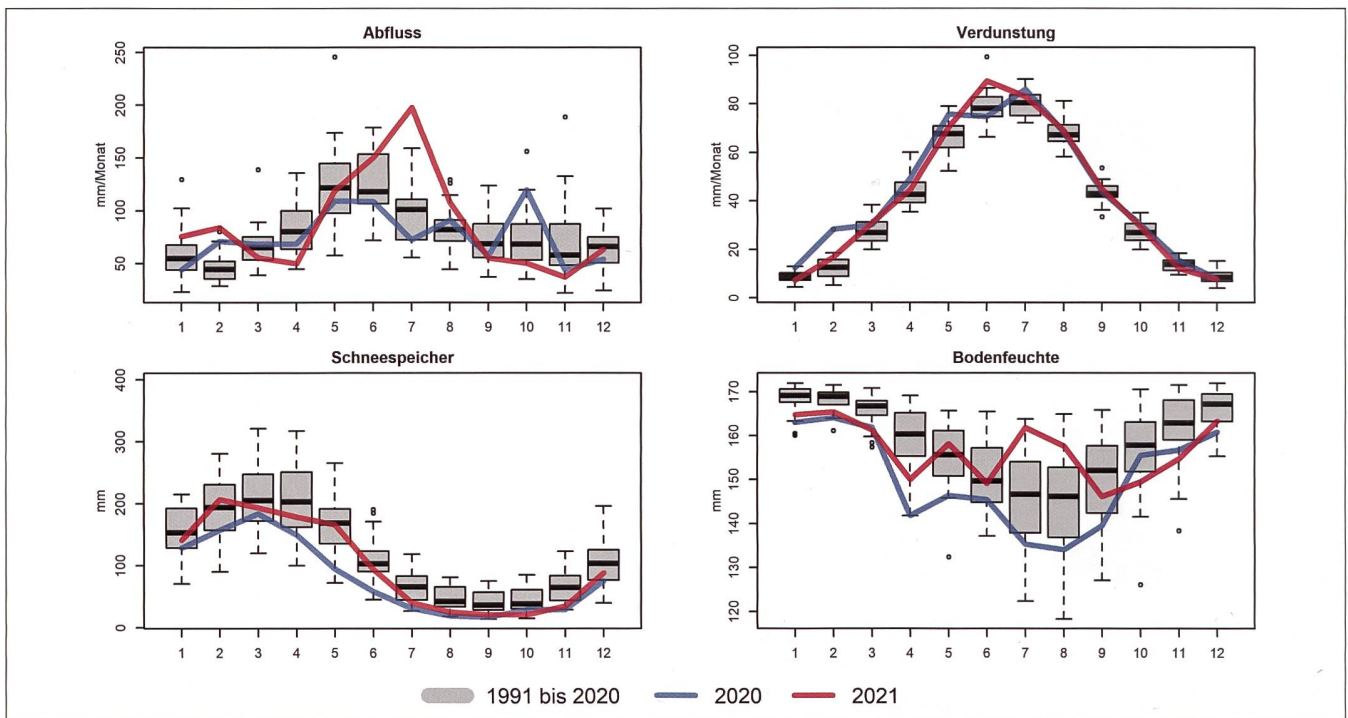 Abfluss
mm/Monat
250
200
150
100
50
1 2 3 4 5 6 7 8 9 10 11 12
Verdunstung
mm/Monat
100
80
60
40
20
0
1 2 3 4 5 6 7 8 9 10 11 12
Schneespeicher
mm
400
300
200
100
0
1 2 3 4 5 6 7 8 9 10 11 12
Bodenfeuchte
mm
170
160
150
140
130
120
1 2 3 4 5 6 7 8 9 10 11 12
1991 bis 2020 2020 2021